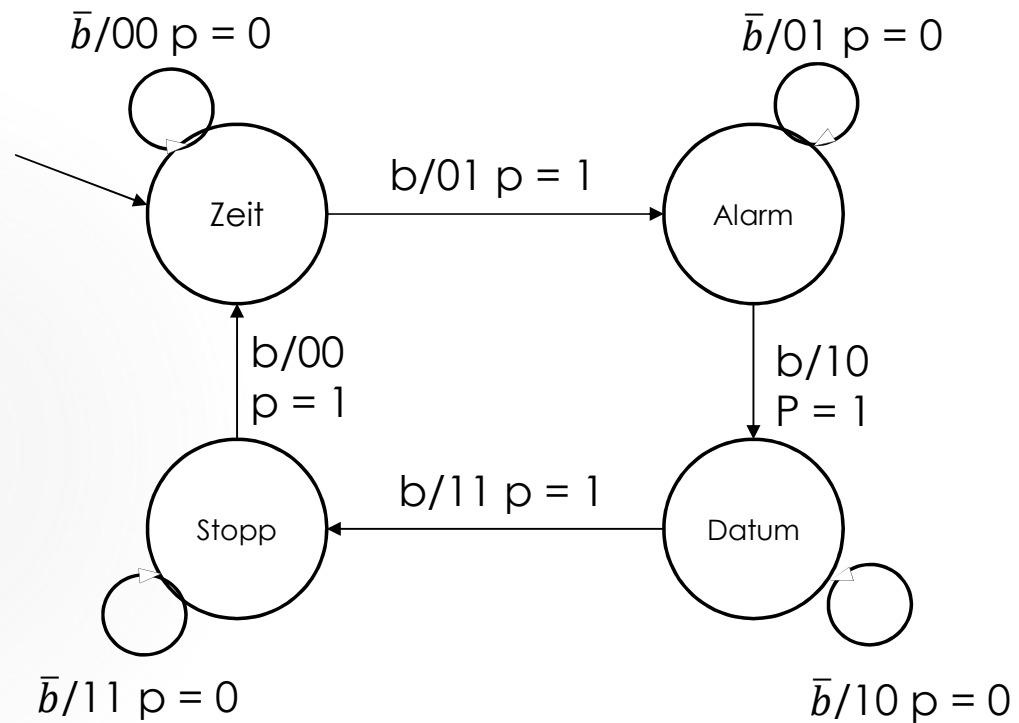 b̄/00 p = 0
b̄/01 p = 0
b/01 p = 1
Zeit
Alarm
b/00
p = 1
b/10
P = 1
b/11 p = 1
Stopp
Datum
b̄/11 p = 0
b̄/10 p = 0